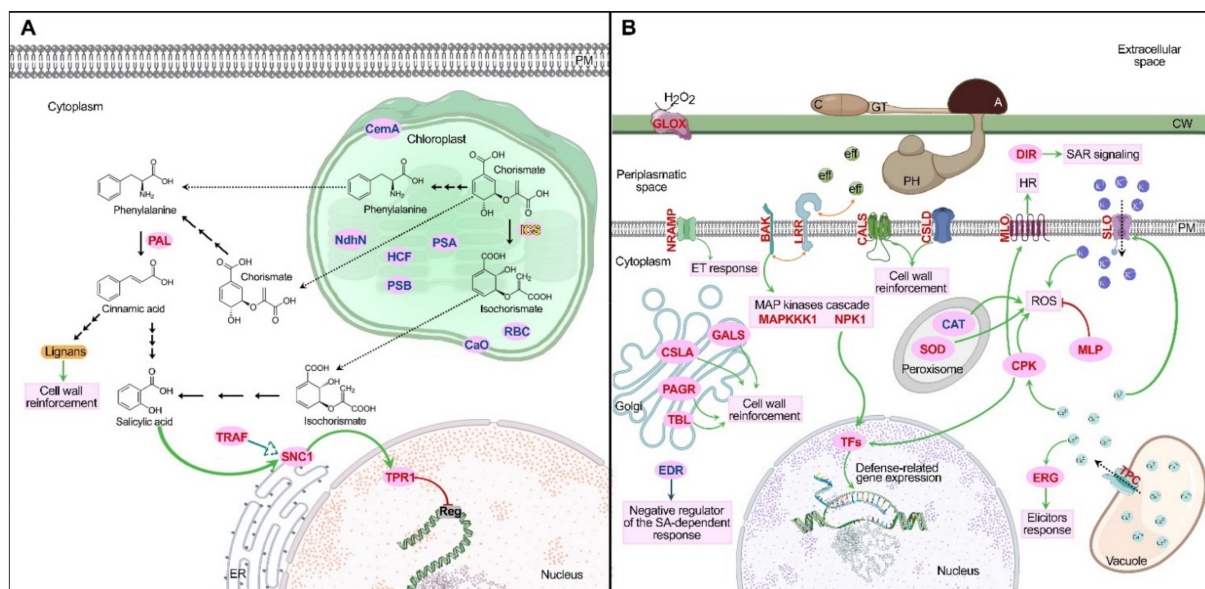 A
PM
Cytoplasm
CemA
Chloroplast
Chorismate
Phenylalanine
Phenylalanine
PAL
NdhN
PSA
ICS
HCF
PSB
Chorismate
Cinnamic acid
Isochorismate
RBC
CaO
Lignans
Cell wall
reinforcement
Salicylic acid
Isochorismate
TRAF
SNC1
TPR1
Reg
ER
Nucleus
B
Extracellular
space
H2O2
GLOX
C
GT
A
CW
eff
eff
eff
PH
DIR
SAR signaling
Periplasmatic
space
HR
NRAMP
BAK
LRR
CALS
CSLD
MLO
SLO
PM
Cytoplasm
ET response
Cell wall
reinforcement
MAP kinases cascade
MAPKKK1 NPK1
ROS
CAT
SOD
Peroxisome
MLP
CPK
GALS
CSLA
PAGR
TBL
Golgi
Cell wall
reinforcement
TFs
Defense-related
gene expression
EDR
Negative regulator
of the SA-dependent
response
ERG
Elicitors
response
TPC
Vacuole
Nucleus